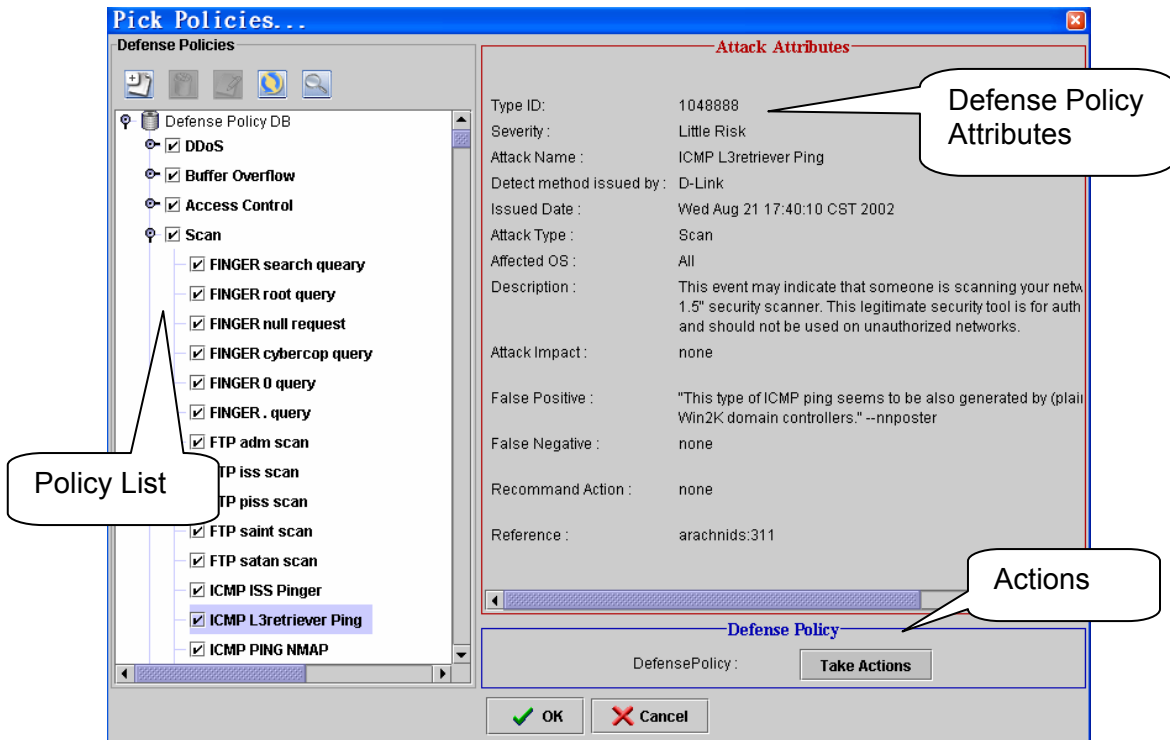 Pick Policies...
Defense Policies
Defense Policy DB
DDoS
Buffer Overflow
Access Control
Scan
FINGER search queary
FINGER root query
FINGER null request
FINGER cybercop query
FINGER 0 query
FINGER . query
FTP adm scan
TP iss scan
TP piss scan
FTP saint scan
FTP satan scan
ICMP ISS Pinger
ICMP L3retriever Ping
ICMP PING NMAP
Policy List
Attack Attributes
Type ID: 1048888
Severity : Little Risk
Attack Name : ICMP L3retriever Ping
Detect method issued by : D-Link
Issued Date : Wed Aug 21 17:40:10 CST 2002
Attack Type : Scan
Affected OS : All
Description : This event may indicate that someone is scanning your netw
1.5" security scanner. This legitimate security tool is for auth
and should not be used on unauthorized networks.
Attack Impact : none
False Positive : "This type of ICMP ping seems to be also generated by (plai
Win2K domain controllers." --nnposter
False Negative : none
Recommand Action : none
Reference : arachnids:311
Defense Policy
Attributes
Actions
Defense Policy
DefensePolicy : Take Actions
OK
Cancel